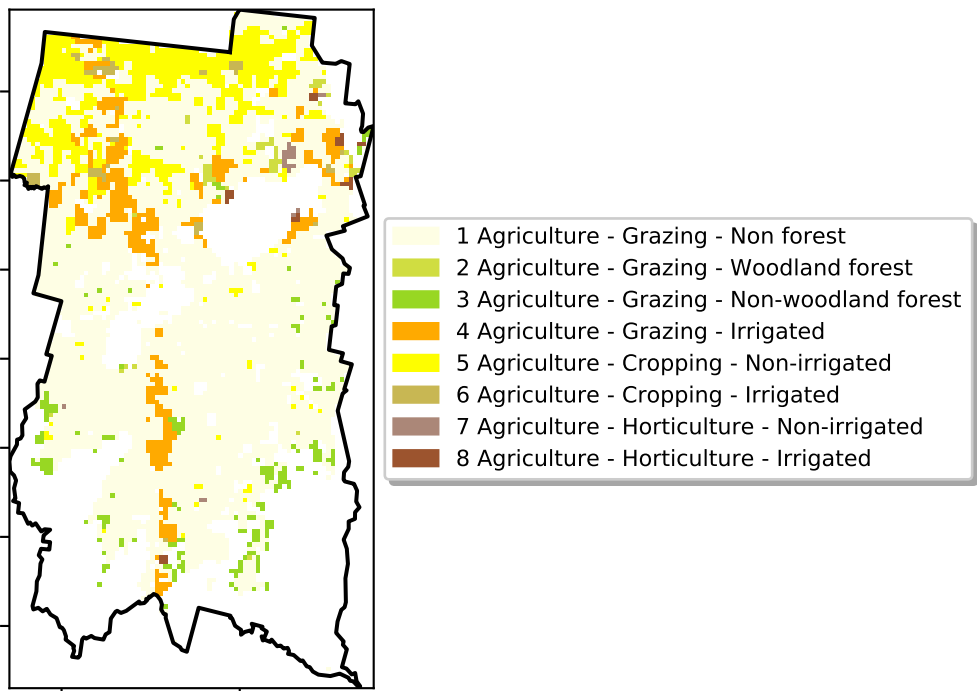 1 Agriculture - Grazing - Non forest
2 Agriculture - Grazing - Woodland forest
3 Agriculture - Grazing - Non-woodland forest
4 Agriculture - Grazing - Irrigated
5 Agriculture - Cropping - Non-irrigated
6 Agriculture - Cropping - Irrigated
7 Agriculture - Horticulture - Non-irrigated
8 Agriculture - Horticulture - Irrigated